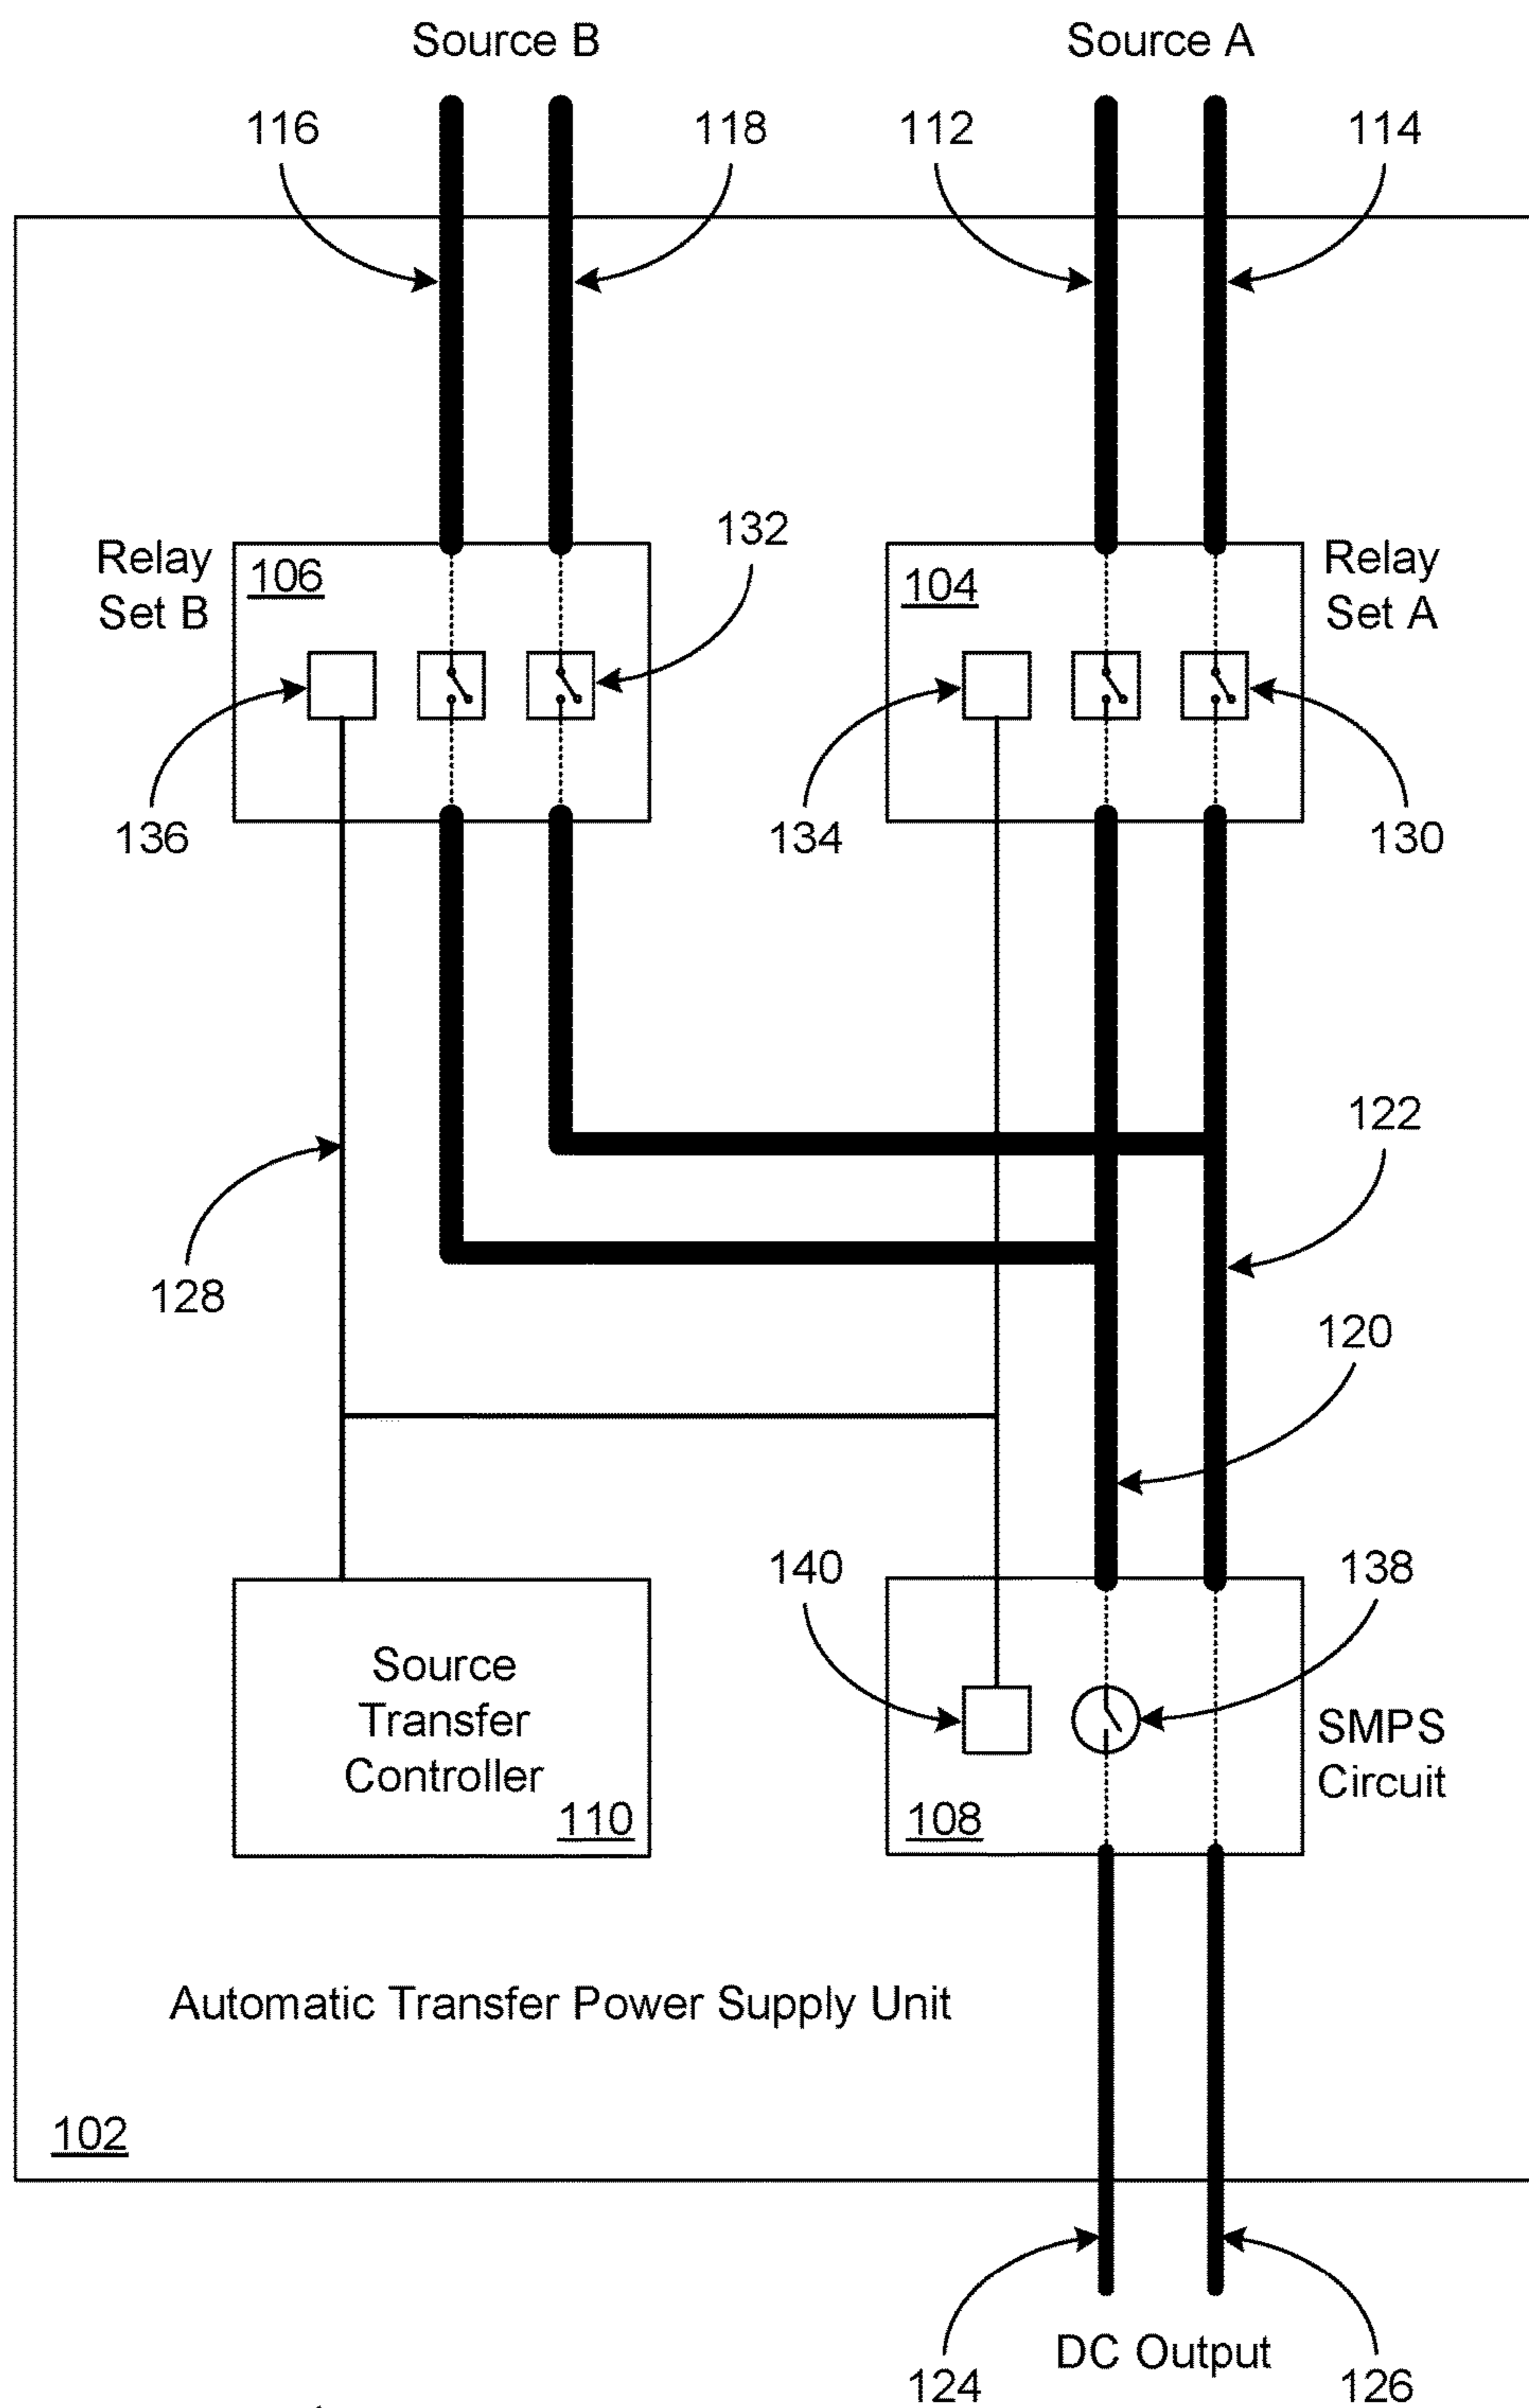 Source B
Source A
116
118
112
114
Relay
Set B
106
132
104
Relay
Set A
136
134
130
122
128
120
140
138
Source
Transfer
Controller
110
108
SMPS
Circuit
Automatic Transfer Power Supply Unit
102
124
DC Output
126